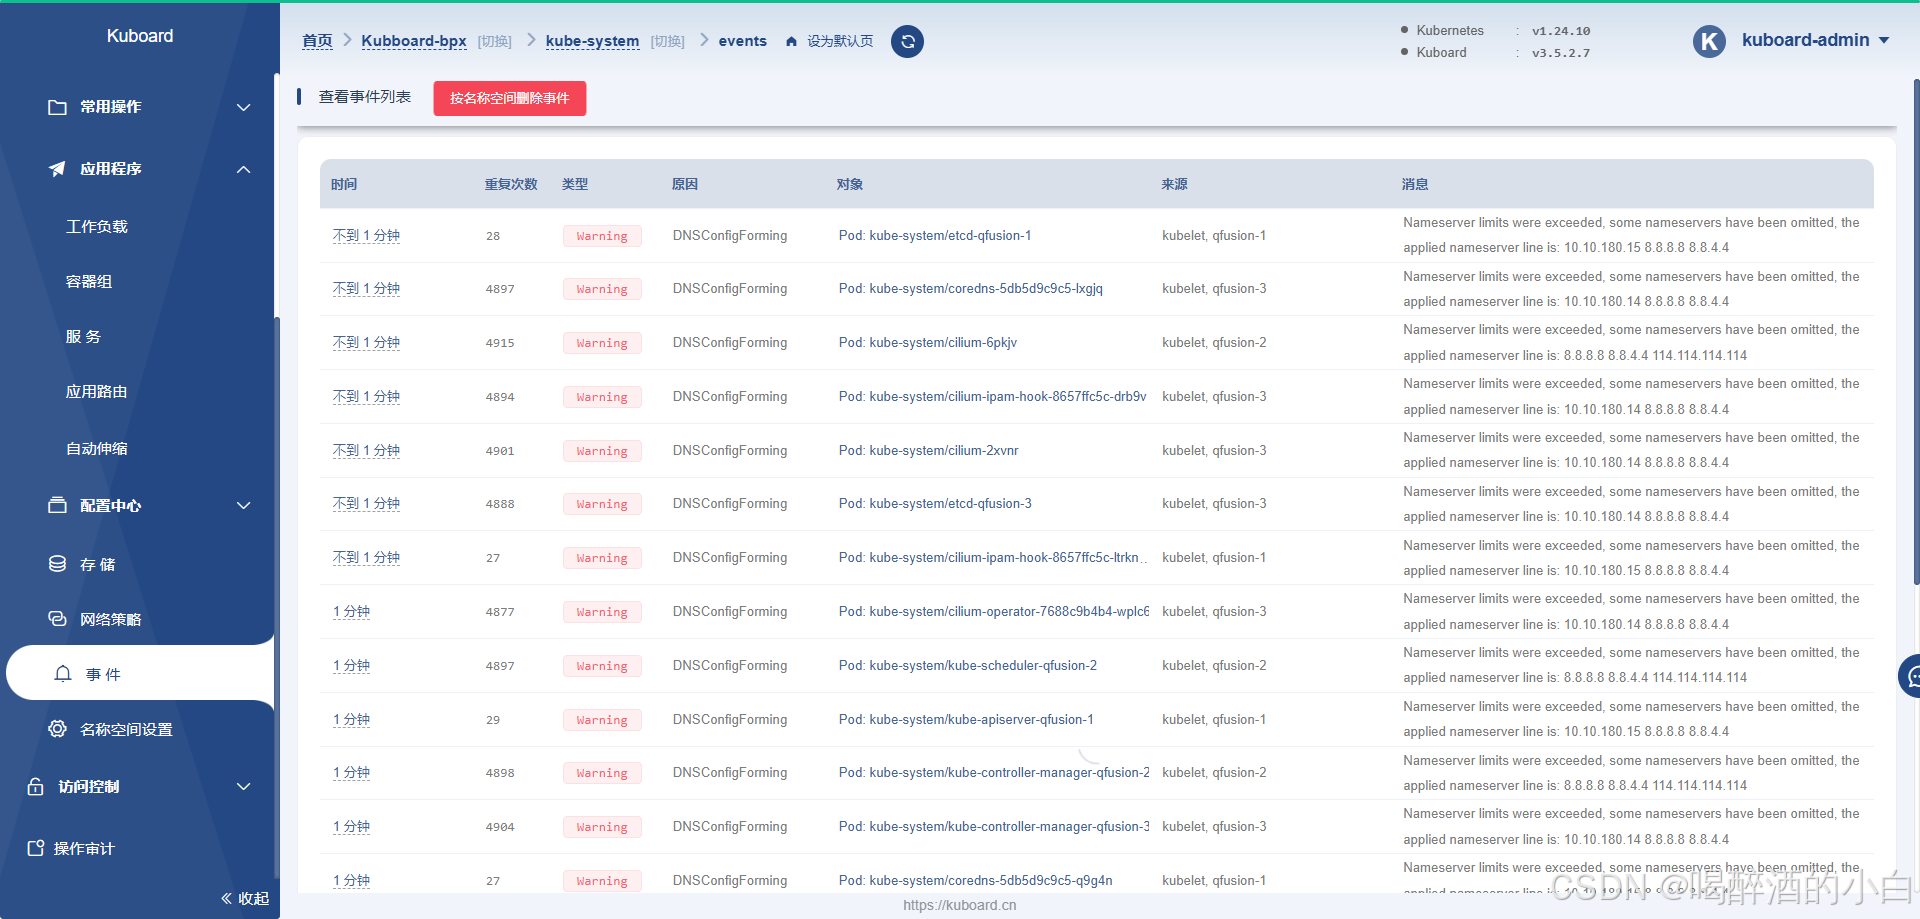 Kuboard
常用操作
应用程序
工作负载
容器组
服 务
应用路由
自动伸缩
配置中心
存 储
网络策略
事 件
名称空间设置
访问控制
操作审计
« 收起
首页 > Kubboard-bpx [切换] > kube-system [切换] > events 设为默认页
Kubernetes : v1.24.10
Kuboard : v3.5.2.7
K kuboard-admin
查看事件列表 按名称空间删除事件
时间 重复次数 类型 原因 对象 来源 消息
不到 1 分钟 28 Warning DNSConfigForming Pod: kube-system/etcd-qfusion-1 kubelet, qfusion-1 Nameserver limits were exceeded, some nameservers have been omitted, the
applied nameserver line is: 10.10.180.15 8.8.8.8 8.8.4.4
不到 1 分钟 4897 Warning DNSConfigForming Pod: kube-system/coredns-5db5d9c9c5-lxgjq kubelet, qfusion-3 Nameserver limits were exceeded, some nameservers have been omitted, the
applied nameserver line is: 10.10.180.14 8.8.8.8 8.8.4.4
不到 1 分钟 4915 Warning DNSConfigForming Pod: kube-system/cilium-6pkjv kubelet, qfusion-2 Nameserver limits were exceeded, some nameservers have been omitted, the
applied nameserver line is: 8.8.8.8 8.8.4.4 114.114.114.114
不到 1 分钟 4894 Warning DNSConfigForming Pod: kube-system/cilium-ipam-hook-8657ffc5c-drb9v kubelet, qfusion-3 Nameserver limits were exceeded, some nameservers have been omitted, the
applied nameserver line is: 10.10.180.14 8.8.8.8 8.8.4.4
不到 1 分钟 4901 Warning DNSConfigForming Pod: kube-system/cilium-2xvnr kubelet, qfusion-3 Nameserver limits were exceeded, some nameservers have been omitted, the
applied nameserver line is: 10.10.180.14 8.8.8.8 8.8.4.4
不到 1 分钟 4888 Warning DNSConfigForming Pod: kube-system/etcd-qfusion-3 kubelet, qfusion-3 Nameserver limits were exceeded, some nameservers have been omitted, the
applied nameserver line is: 10.10.180.14 8.8.8.8 8.8.4.4
不到 1 分钟 27 Warning DNSConfigForming Pod: kube-system/cilium-ipam-hook-8657ffc5c-ltrkn.. kubelet, qfusion-1 Nameserver limits were exceeded, some nameservers have been omitted, the
applied nameserver line is: 10.10.180.15 8.8.8.8 8.8.4.4
1 分钟 4877 Warning DNSConfigForming Pod: kube-system/cilium-operator-7688c9b4b4-wplc6 kubelet, qfusion-3 Nameserver limits were exceeded, some nameservers have been omitted, the
applied nameserver line is: 10.10.180.14 8.8.8.8 8.8.4.4
1 分钟 4897 Warning DNSConfigForming Pod: kube-system/kube-scheduler-qfusion-2 kubelet, qfusion-2 Nameserver limits were exceeded, some nameservers have been omitted, the
applied nameserver line is: 8.8.8.8 8.8.4.4 114.114.114.114
1 分钟 29 Warning DNSConfigForming Pod: kube-system/kube-apiserver-qfusion-1 kubelet, qfusion-1 Nameserver limits were exceeded, some nameservers have been omitted, the
applied nameserver line is: 10.10.180.15 8.8.8.8 8.8.4.4
1 分钟 4898 Warning DNSConfigForming Pod: kube-system/kube-controller-manager-qfusion-2 kubelet, qfusion-2 Nameserver limits were exceeded, some nameservers have been omitted, the
applied nameserver line is: 8.8.8.8 8.8.4.4 114.114.114.114
1 分钟 4904 Warning DNSConfigForming Pod: kube-system/kube-controller-manager-qfusion-3 kubelet, qfusion-3 Nameserver limits were exceeded, some nameservers have been omitted, the
applied nameserver line is: 10.10.180.14 8.8.8.8 8.8.4.4
1 分钟 27 Warning DNSConfigForming Pod: kube-system/coredns-5db5d9c9c5-q9g4n kubelet, qfusion-1 Nameserver limits were exceeded, some nameservers have been omitted, the
applied nameserver line is: 10.10.180.15 8.8.8.8 8.8.4.4
https://kuboard.cn
CSDN @喝醉酒的小白